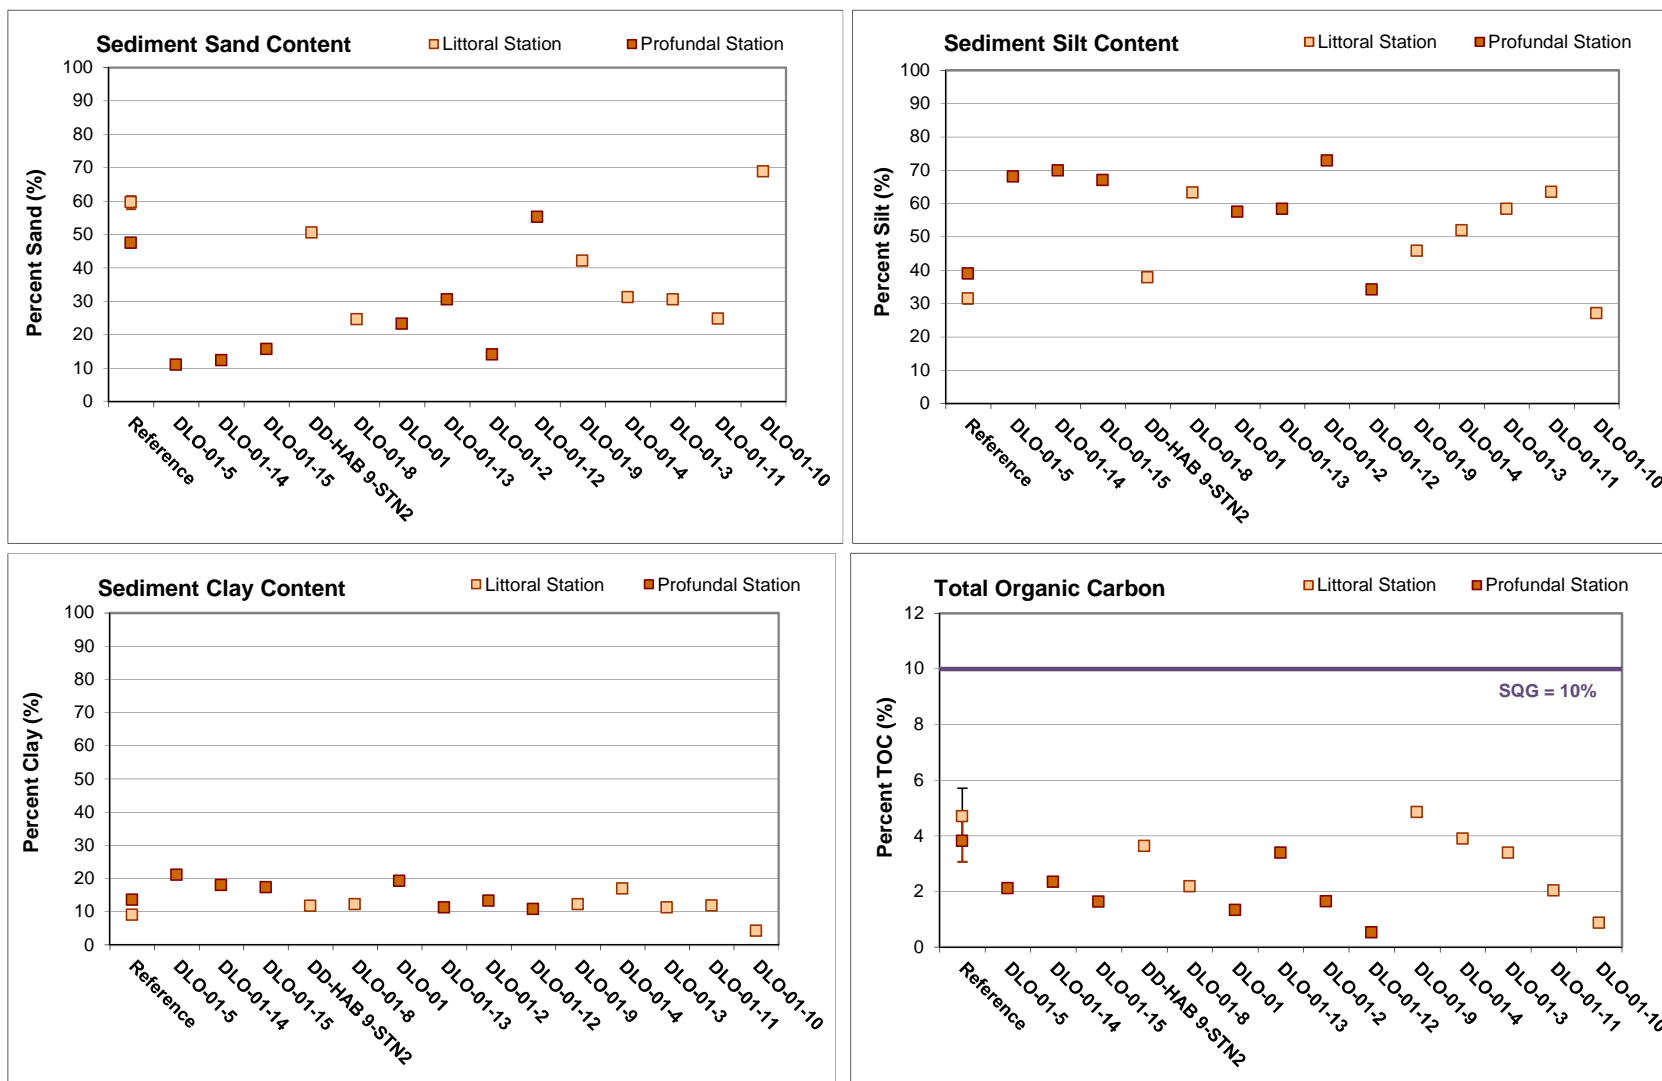 Sediment Sand Content
Littoral Station
Profundal Station
Percent Sand (%)
100
90
80
70
60
50
40
30
20
10
0
Reference
DLO-01-5
DLO-01-14
DLO-01-15
DD-HAB 9-STN2
DLO-01-8
DLO-01
DLO-01-13
DLO-01-2
DLO-01-12
DLO-01-9
DLO-01-4
DLO-01-3
DLO-01-11
DLO-01-10
Sediment Silt Content
Littoral Station
Profundal Station
Percent Silt (%)
100
90
80
70
60
50
40
30
20
10
0
Reference
DLO-01-5
DLO-01-14
DLO-01-15
DD-HAB 9-STN2
DLO-01-8
DLO-01
DLO-01-13
DLO-01-2
DLO-01-12
DLO-01-9
DLO-01-4
DLO-01-3
DLO-01-11
DLO-01-10
Sediment Clay Content
Littoral Station
Profundal Station
Percent Clay (%)
100
90
80
70
60
50
40
30
20
10
0
Reference
DLO-01-5
DLO-01-14
DLO-01-15
DD-HAB 9-STN2
DLO-01-8
DLO-01
DLO-01-13
DLO-01-2
DLO-01-12
DLO-01-9
DLO-01-4
DLO-01-3
DLO-01-11
DLO-01-10
Total Organic Carbon
Littoral Station
Profundal Station
Percent TOC (%)
12
10
8
6
4
2
0
SQG = 10%
Reference
DLO-01-5
DLO-01-14
DLO-01-15
DD-HAB 9-STN2
DLO-01-8
DLO-01
DLO-01-13
DLO-01-2
DLO-01-12
DLO-01-9
DLO-01-4
DLO-01-3
DLO-01-11
DLO-01-10